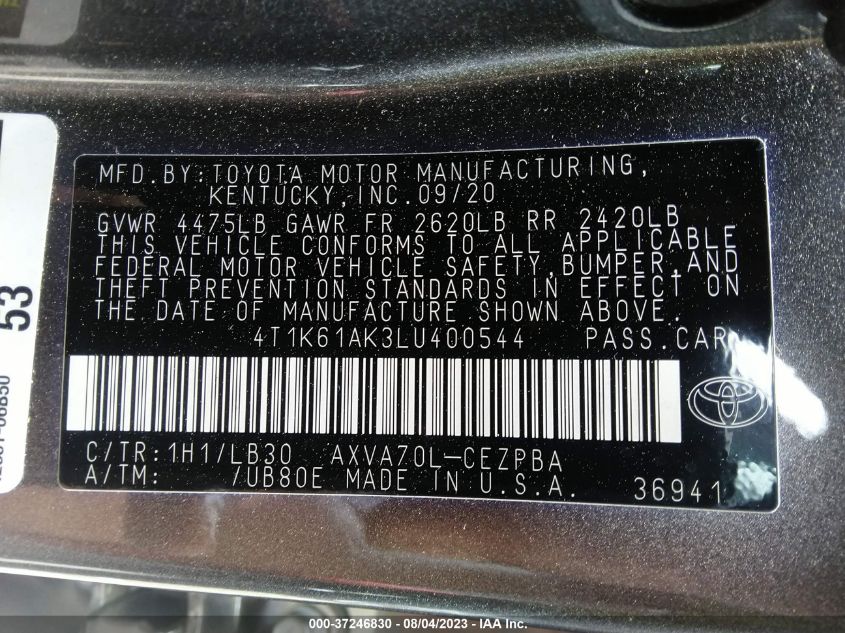 MFD. BY:TOYOTA MOTOR MANUFACTURING,
KENTUCKY,INC.09/20
GVWR 4475LB GAWR FR 2620LB RR 2420LB
THIS VEHICLE CONFORMS TO ALL APPLICABLE
FEDERAL MOTOR VEHICLE SAFETY,BUMPER,AND
THEFT PREVENTION STANDARDS IN EFFECT ON
THE DATE OF MANUFACTURE SHOWN ABOVE.
4T1K61AK3LU400544 PASS.CAR
C/TR:1H1/LB30 AXVA70L-CEZPBA
A/TM: /UB80E MADE IN U.S.A. 36941
53
000-37246830 - 08/04/2023 - IAA Inc.